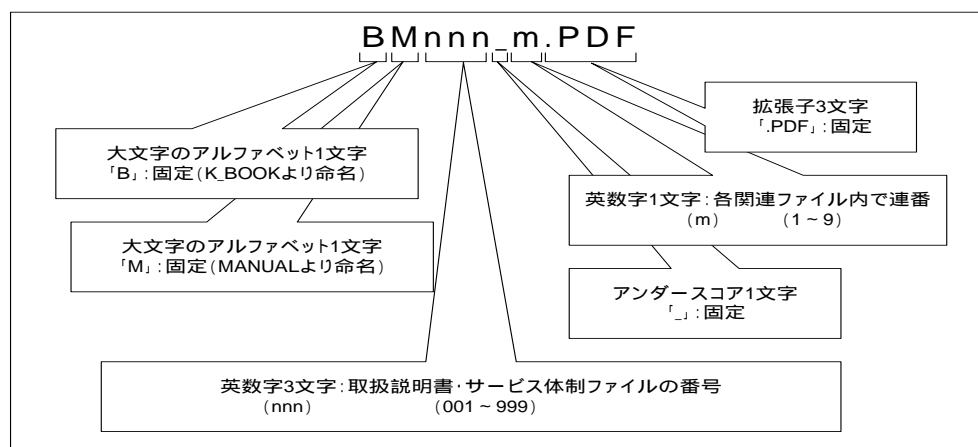 BMnnn_m.PDF
拡張子3文字
「.PDF」:固定
大文字のアルファベット1文字
「B」:固定(K_BOOKより命名)
英数字1文字:各関連ファイル内で連番
(m) (1~9)
大文字のアルファベット1文字
「M」:固定(MANUALより命名)
アンダースコア1文字
「_」:固定
英数字3文字:取扱説明書・サービス体制ファイルの番号
(nnn) (001~999)